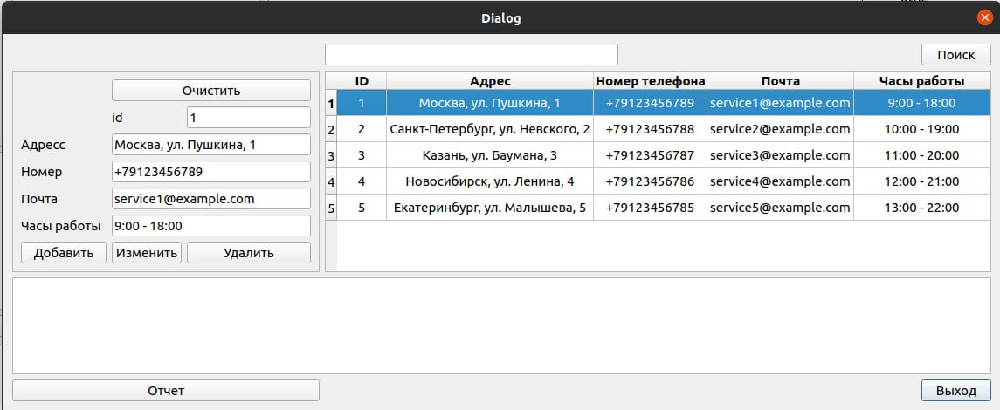 Dialog
Поиск
Очистить
id 1
Адресс Москва, ул. Пушкина, 1
Номер +79123456789
Почта service1@example.com
Часы работы 9:00 - 18:00
Добавить Изменить Удалить
ID Адрес Номер телефона Почта Часы работы
1 1 Москва, ул. Пушкина, 1 +79123456789 service1@example.com 9:00 - 18:00
2 2 Санкт-Петербург, ул. Невского, 2 +79123456788 service2@example.com 10:00 - 19:00
3 3 Казань, ул. Баумана, 3 +79123456787 service3@example.com 11:00 - 20:00
4 4 Новосибирск, ул. Ленина, 4 +79123456786 service4@example.com 12:00 - 21:00
5 5 Екатеринбург, ул. Малышева, 5 +79123456785 service5@example.com 13:00 - 22:00
Отчет Выход